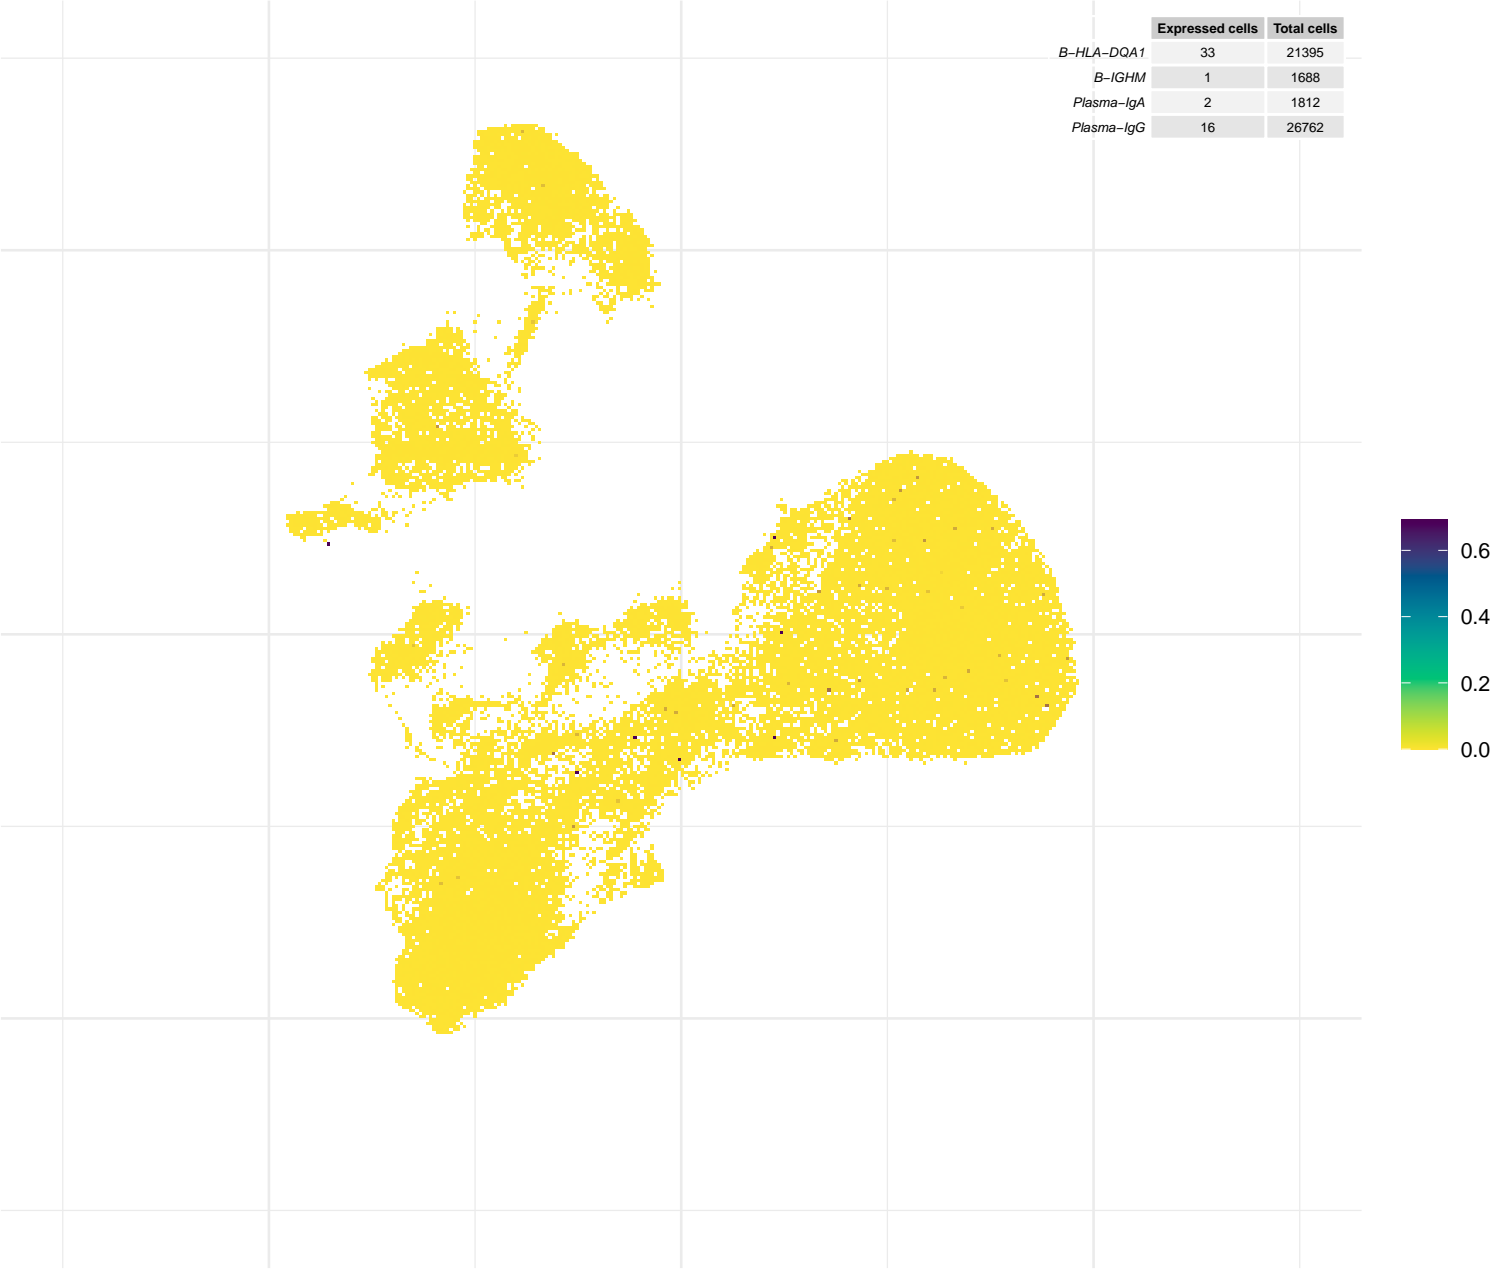 Expressed cells Total cells
B−HLA−DQA1 33 21395
B−IGHM 1 1688
Plasma−IgA 2 1812
Plasma−IgG 16 26762
0.6
0.4
0.2
0.0